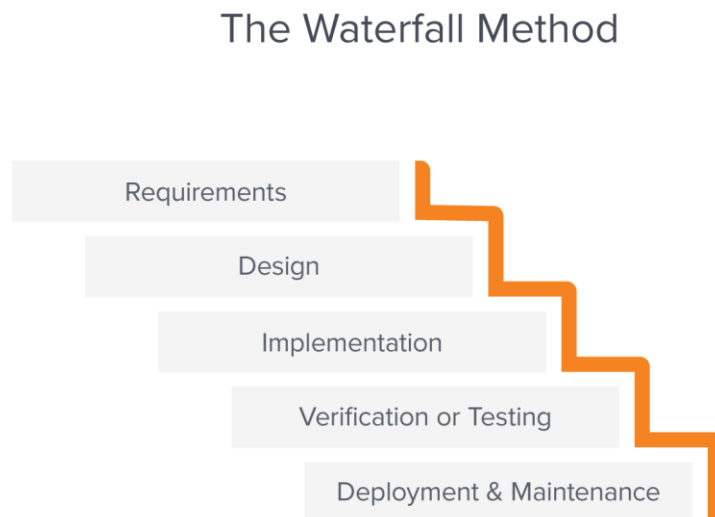 The Waterfall Method
Requirements
Design
Implementation
Verification or Testing
Deployment & Maintenance